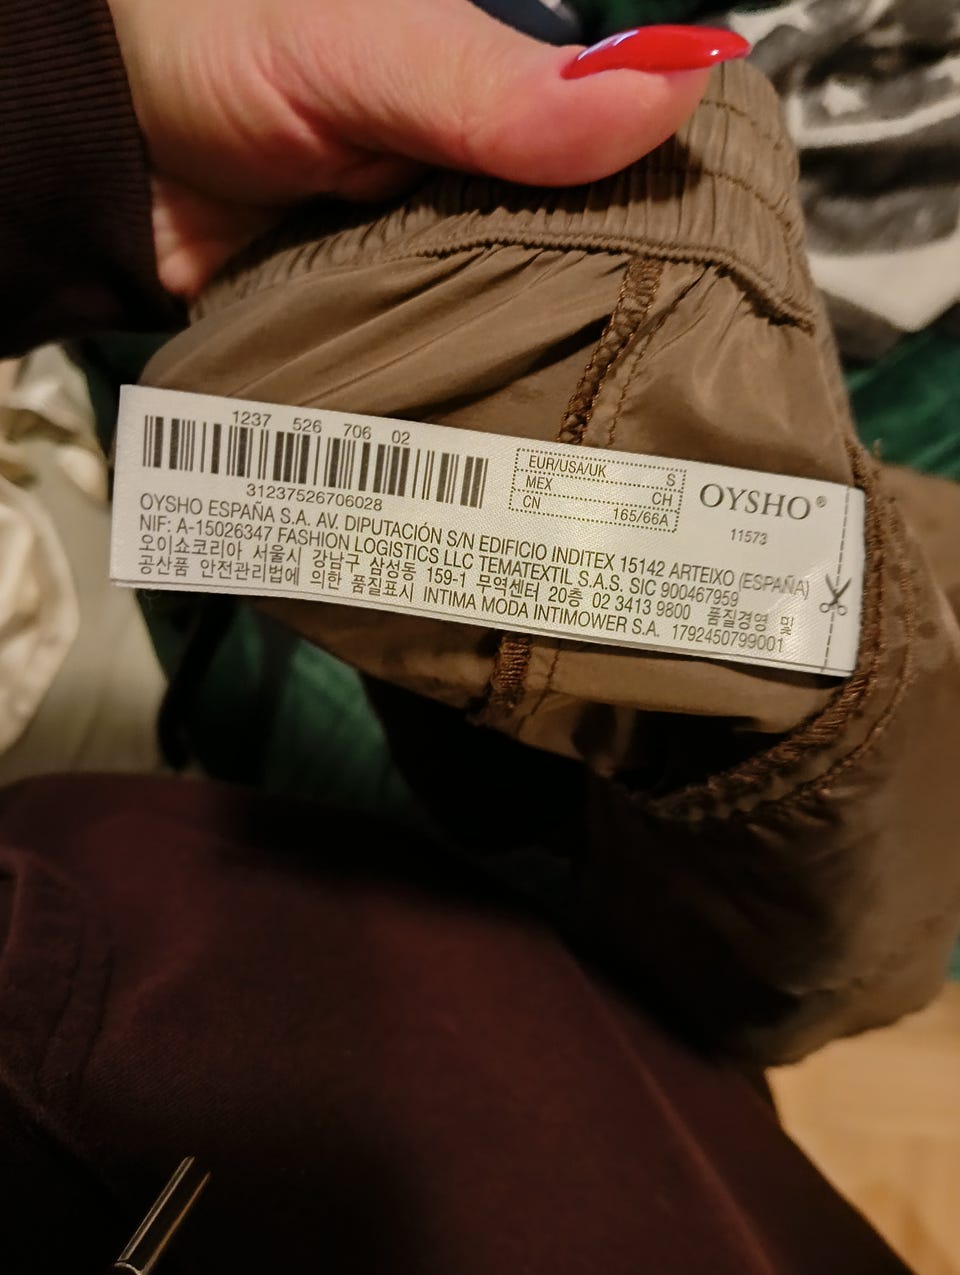 1237 526 706 02
31237526706028
EUR/USA/UK S
MEX CH
CN 165/66A
OYSHO®
11573
OYSHO ESPAÑA S.A. AV. DIPUTACIÓN S/N EDIFICIO INDITEX 15142 ARTEIXO (ESPAÑA)
NIF: A-15026347 FASHION LOGISTICS LLC TEMATEXTIL S.A.S. SIC 900467959
오이쇼코리아 서울시 강남구 삼성동 159-1 무역센터 20층 02 3413 9800 품질경영 및
공산품 안전관리법에 의한 품질표시 INTIMA MODA INTIMOWER S.A. 1792450799001